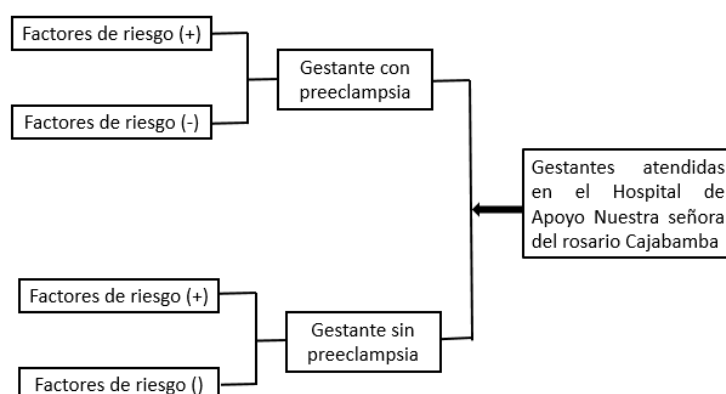 Factores de riesgo (+)
Gestante con
preeclampsia
Factores de riesgo (-)
Gestantes atendidas
en el Hospital de
Apoyo Nuestra señora
del rosario Cajabamba
Factores de riesgo (+)
Gestante sin
preeclampsia
Factores de riesgo ()